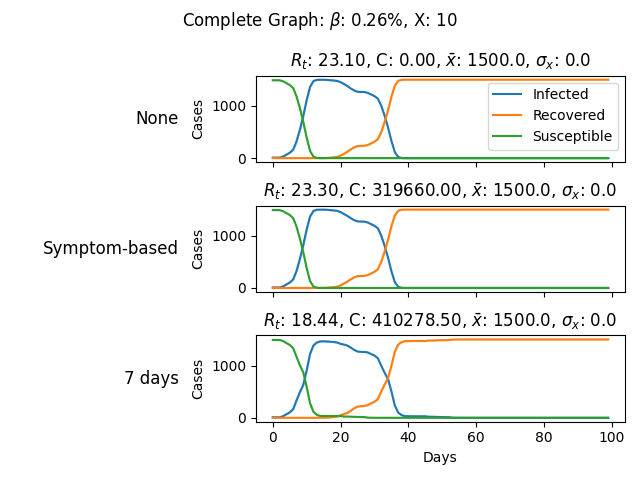 Complete Graph: β: 0.26%, X: 10
R_t: 23.10, C: 0.00, x̄: 1500.0, σ_x: 0.0
None
Cases
1000
0
Infected
Recovered
Susceptible
R_t: 23.30, C: 319660.00, x̄: 1500.0, σ_x: 0.0
Symptom-based
Cases
1000
0
R_t: 18.44, C: 410278.50, x̄: 1500.0, σ_x: 0.0
7 days
Cases
1000
0
0 20 40 60 80 100
Days